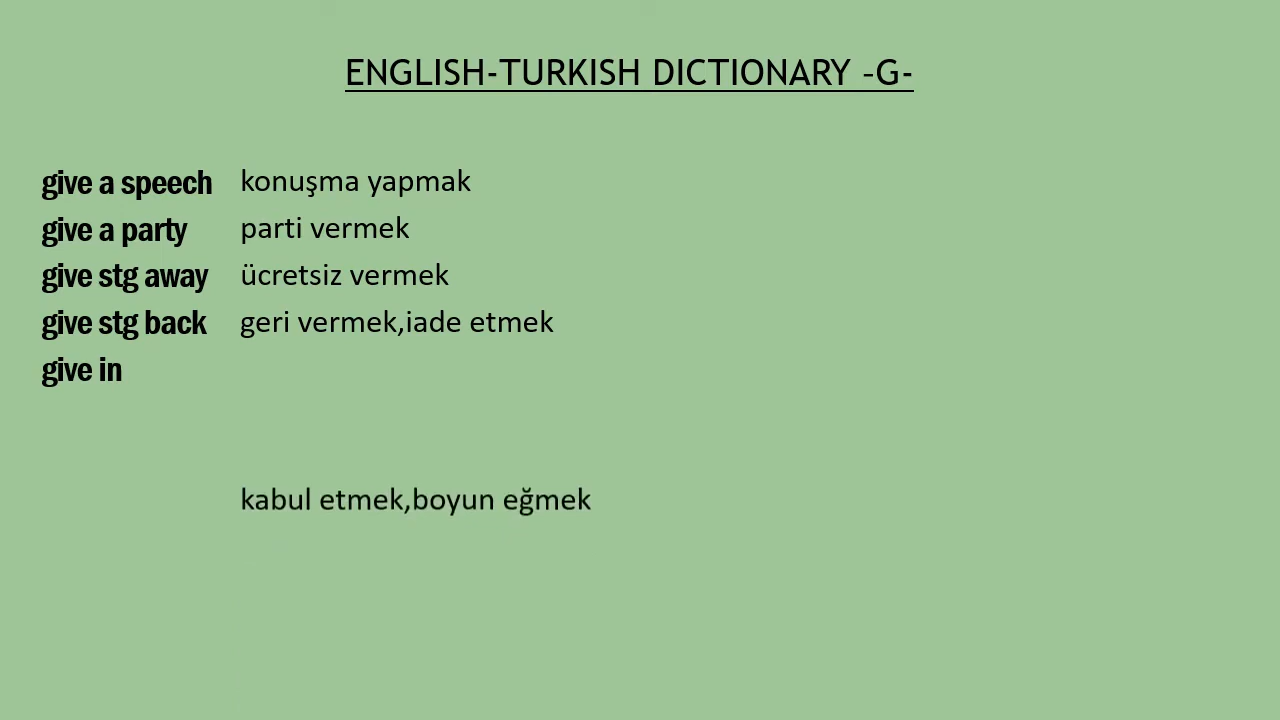 ENGLISH-TURKISH DICTIONARY –G-
give a speech konuşma yapmak
give a party parti vermek
give stg away ücretsiz vermek
give stg back geri vermek,iade etmek
give in
kabul etmek,boyun eğmek